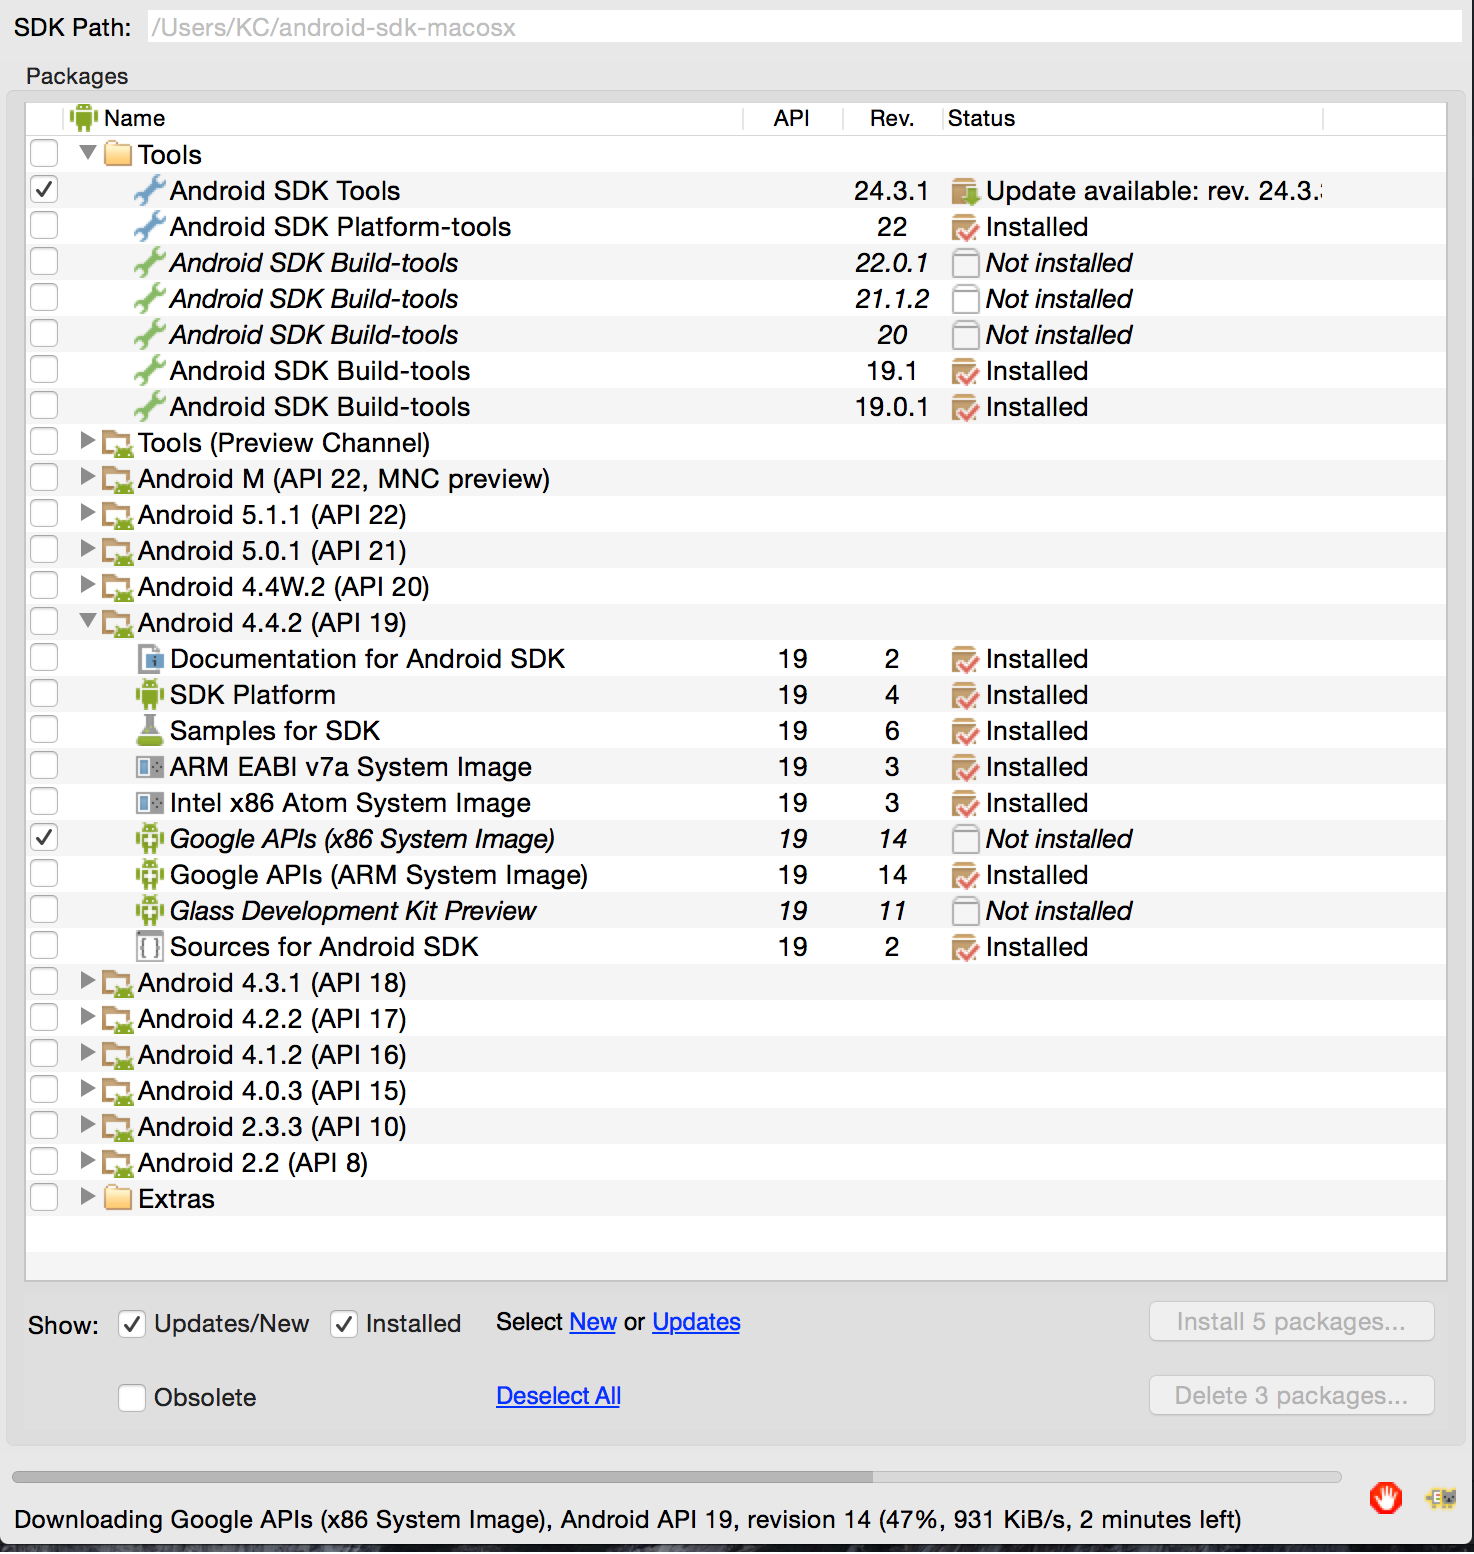 SDK Path: /Users/KC/android-sdk-macosx
Packages
Name API Rev. Status
Tools
Android SDK Tools 24.3.1 Update available: rev. 24.3.
Android SDK Platform-tools 22 Installed
Android SDK Build-tools 22.0.1 Not installed
Android SDK Build-tools 21.1.2 Not installed
Android SDK Build-tools 20 Not installed
Android SDK Build-tools 19.1 Installed
Android SDK Build-tools 19.0.1 Installed
Tools (Preview Channel)
Android M (API 22, MNC preview)
Android 5.1.1 (API 22)
Android 5.0.1 (API 21)
Android 4.4W.2 (API 20)
Android 4.4.2 (API 19)
Documentation for Android SDK 19 2 Installed
SDK Platform 19 4 Installed
Samples for SDK 19 6 Installed
ARM EABI v7a System Image 19 3 Installed
Intel x86 Atom System Image 19 3 Installed
Google APIs (x86 System Image) 19 14 Not installed
Google APIs (ARM System Image) 19 14 Installed
Glass Development Kit Preview 19 11 Not installed
Sources for Android SDK 19 2 Installed
Android 4.3.1 (API 18)
Android 4.2.2 (API 17)
Android 4.1.2 (API 16)
Android 4.0.3 (API 15)
Android 2.3.3 (API 10)
Android 2.2 (API 8)
Extras
Show: Updates/New Installed Select New or Updates Install 5 packages...
Obsolete Deselect All Delete 3 packages...
Downloading Google APIs (x86 System Image), Android API 19, revision 14 (47%, 931 KiB/s, 2 minutes left)